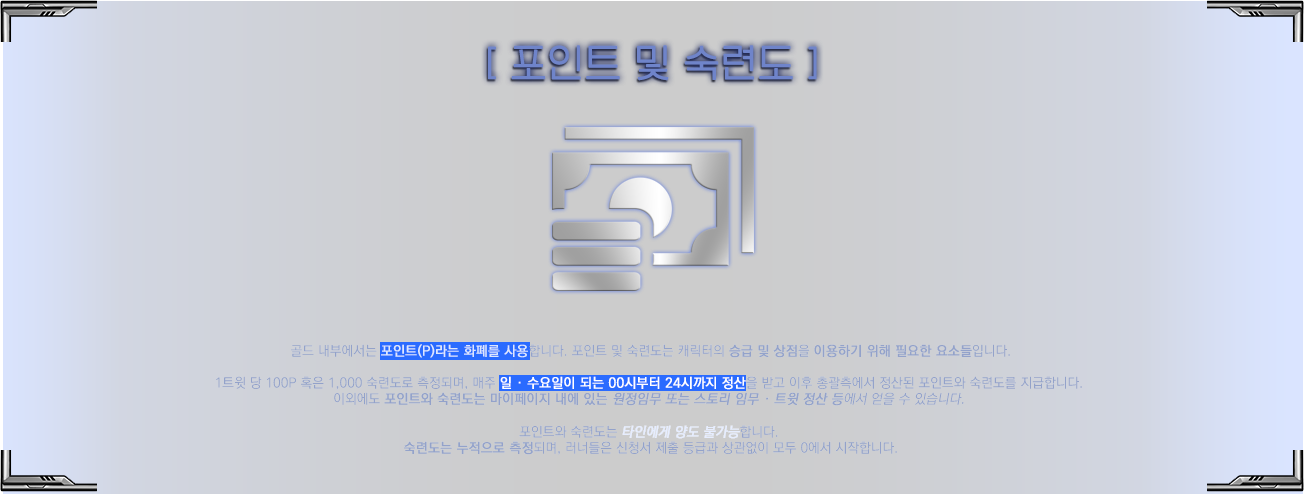 [ 포인트 및 숙련도 ]
골드 내부에서는 포인트(P)라는 화폐를 사용합니다. 포인트 및 숙련도는 캐릭터의 승급 및 상점을 이용하기 위해 필요한 요소들입니다.
1트윗 당 100P 혹은 1,000 숙련도로 측정되며, 매주 일 · 수요일이 되는 00시부터 24시까지 정산을 받고 이후 총괄측에서 정산된 포인트와 숙련도를 지급합니다.
이외에도 포인트와 숙련도는 마이페이지 내에 있는 원정임무 또는 스토리 임무 · 트윗 정산 등에서 얻을 수 있습니다.
포인트와 숙련도는 타인에게 양도 불가능합니다.
숙련도는 누적으로 측정되며, 러너들은 신청서 제출 등급과 상관없이 모두 0에서 시작합니다.